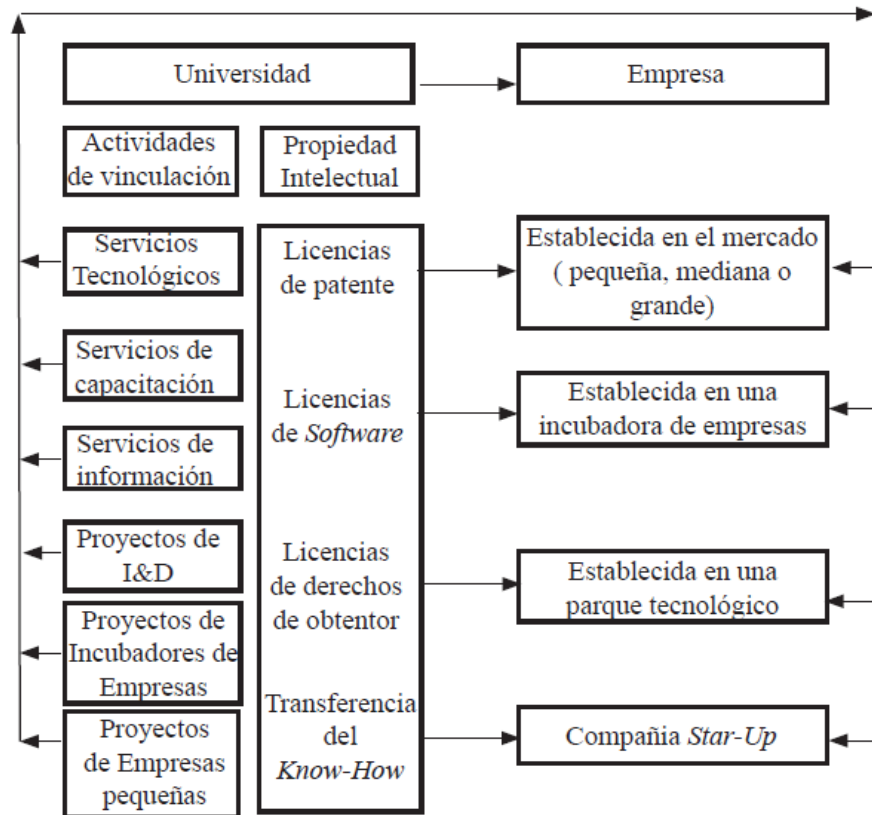 Universidad
Empresa
Actividades
de vinculación
Propiedad
Intelectual
Servicios
Tecnológicos
Servicios de
capacitación
Servicios de
información
Proyectos de
I&D
Proyectos de
Incubadores de
Empresas
Proyectos
de Empresas
pequeñas
Licencias
de patente
Licencias
de Software
Licencias
de derechos
de obtentor
Transferencia
del
Know-How
Establecida en el mercado
( pequeña, mediana o
grande)
Establecida en una
incubadora de empresas
Establecida en una
parque tecnológico
Compañia Star-Up